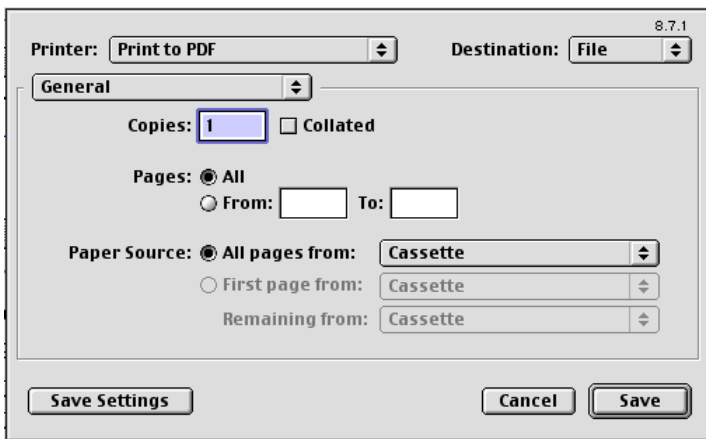 8.7.1
Printer: Print to PDF Destination: File
General
Copies: 1 Collated
Pages: All
From: To:
Paper Source: All pages from: Cassette
First page from: Cassette
Remaining from: Cassette
Save Settings Cancel Save